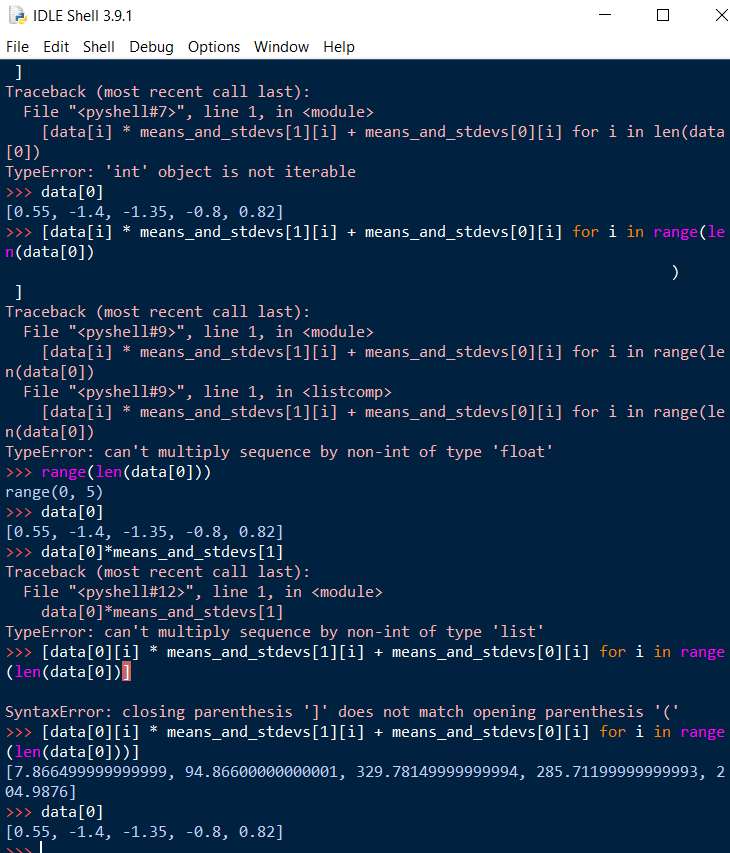 IDLE Shell 3.9.1
File Edit Shell Debug Options Window Help
 ]
Traceback (most recent call last):
  File "<pyshell#7>", line 1, in <module>
    [data[i] * means_and_stdevs[1][i] + means_and_stdevs[0][i] for i in len(data
[0])
TypeError: 'int' object is not iterable
>>> data[0]
[0.55, -1.4, -1.35, -0.8, 0.82]
>>> [data[i] * means_and_stdevs[1][i] + means_and_stdevs[0][i] for i in range(le
n(data[0])
)
 ]
Traceback (most recent call last):
  File "<pyshell#9>", line 1, in <module>
    [data[i] * means_and_stdevs[1][i] + means_and_stdevs[0][i] for i in range(le
n(data[0])
  File "<pyshell#9>", line 1, in <listcomp>
    [data[i] * means_and_stdevs[1][i] + means_and_stdevs[0][i] for i in range(le
n(data[0])
TypeError: can't multiply sequence by non-int of type 'float'
>>> range(len(data[0]))
range(0, 5)
>>> data[0]
[0.55, -1.4, -1.35, -0.8, 0.82]
>>> data[0]*means_and_stdevs[1]
Traceback (most recent call last):
  File "<pyshell#12>", line 1, in <module>
    data[0]*means_and_stdevs[1]
TypeError: can't multiply sequence by non-int of type 'list'
>>> [data[0][i] * means_and_stdevs[1][i] + means_and_stdevs[0][i] for i in range
(len(data[0])]
SyntaxError: closing parenthesis ']' does not match opening parenthesis '('
>>> [data[0][i] * means_and_stdevs[1][i] + means_and_stdevs[0][i] for i in range
(len(data[0]))]
[7.866499999999999, 94.86600000000001, 329.78149999999994, 285.71199999999993, 2
04.9876]
>>> data[0]
[0.55, -1.4, -1.35, -0.8, 0.82]
>>>